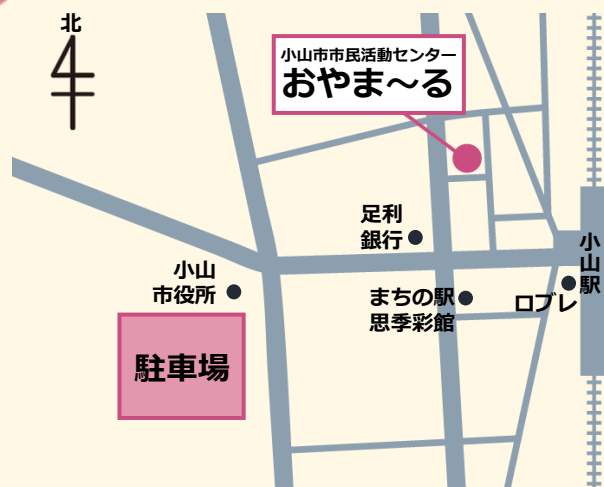 北
小山市市民活動センター
おやま～る
足利
銀行
小山
市役所
まちの駅
思季彩館
ロブレ
小山駅
駐車場